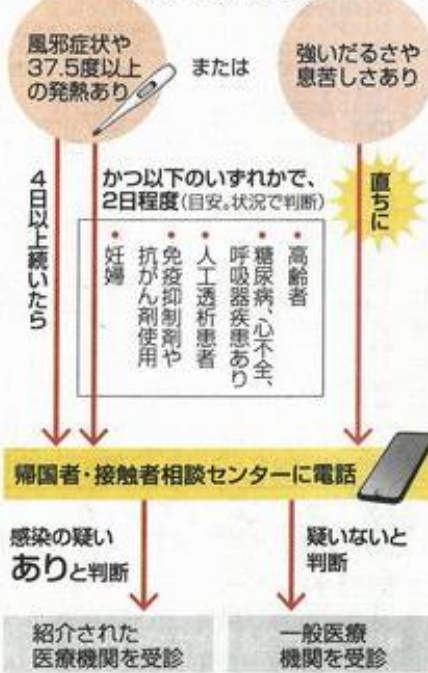 風邪症状や
37.5度以上
の発熱あり
または
強いだるさや
息苦しさあり
4日以上続いたら
かつ以下のいずれかで、
2日程度(目安。状況で判断)
直ちに
・高齢者
・糖尿病、心不全、
呼吸器疾患あり
・人工透析患者
・免疫抑制剤や
抗がん剤使用
・妊婦
帰国者・接触者相談センターに電話
感染の疑い
ありと判断
疑いないと
判断
紹介された
医療機関を受診
一般医療
機関を受診